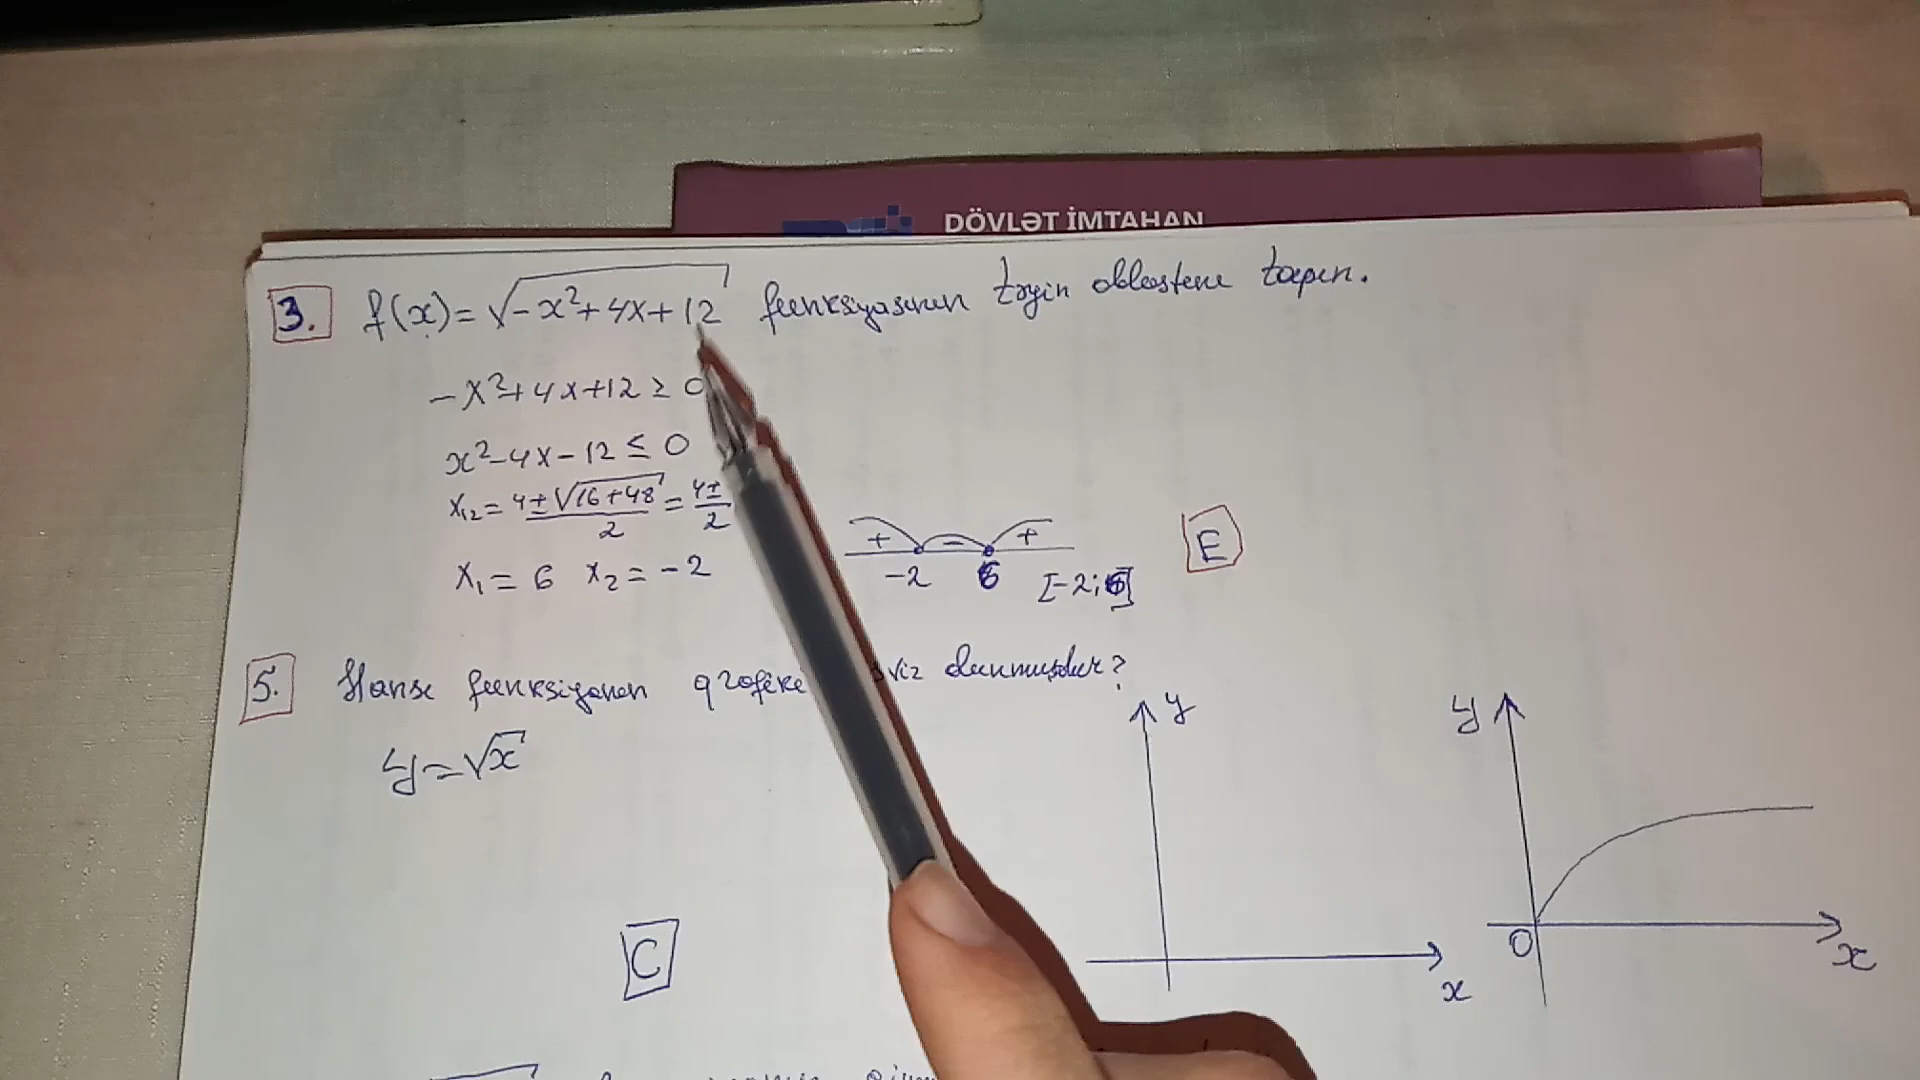 DÖVLƏT İMTAHAN
3. f(x)=√-x²+4x+12 funksiyasının təyin oblastını tapın.
-x²+4x+12≥0
x²-4x-12≤0
x₁₂=4±√16+48/2=4±/2
x₁=6 x₂=-2
+ - +
-2 6 [-2;6]
E
5. Hansı funksiyanın qrafiki dunmuşdur?
y=√x
y
x
y
0
x
C